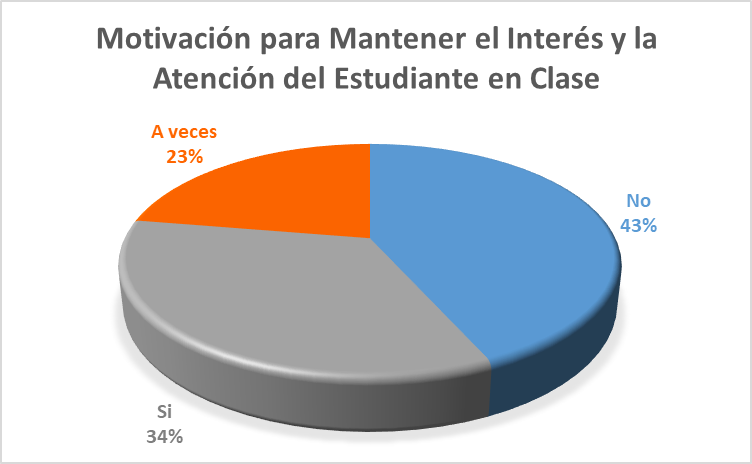 Motivación para Mantener el Interés y la
Atención del Estudiante en Clase
A veces
23%
No
43%
Si
34%